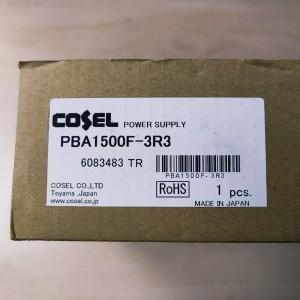 COSEL POWER SUPPLY
PBA1500F-3R3
6083483 TR
PBA1500F-3R3
COSEL CO.,LTD
Toyama ,Japan
www.cosel.co.jp
RoHS
1 pcs.
MADE IN JAPAN